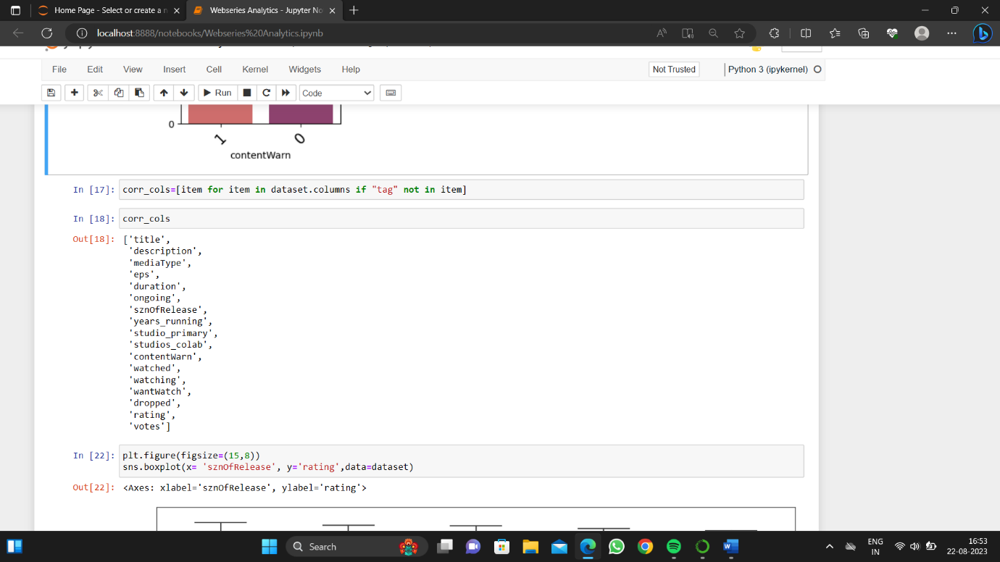 Home Page - Select or create a n
Webseries Analytics - Jupyter No
localhost:8888/notebooks/Webseries%20Analytics.ipynb
File Edit View Insert Cell Kernel Widgets Help
Not Trusted
Python 3 (ipykernel)
Run
Code
0
1 0
contentWarn
In [17]: corr_cols=[item for item in dataset.columns if "tag" not in item]
In [18]: corr_cols
Out[18]: ['title',
'description',
'mediaType',
'eps',
'duration',
'ongoing',
'sznOfRelease',
'years_running',
'studio_primary',
'studios_colab',
'contentWarn',
'watched',
'watching',
'wantWatch',
'dropped',
'rating',
'votes']
In [22]: plt.figure(figsize=(15,8))
sns.boxplot(x= 'sznOfRelease', y='rating',data=dataset)
Out[22]: <Axes: xlabel='sznOfRelease', ylabel='rating'>
Search
ENG
IN
16:53
22-08-2023